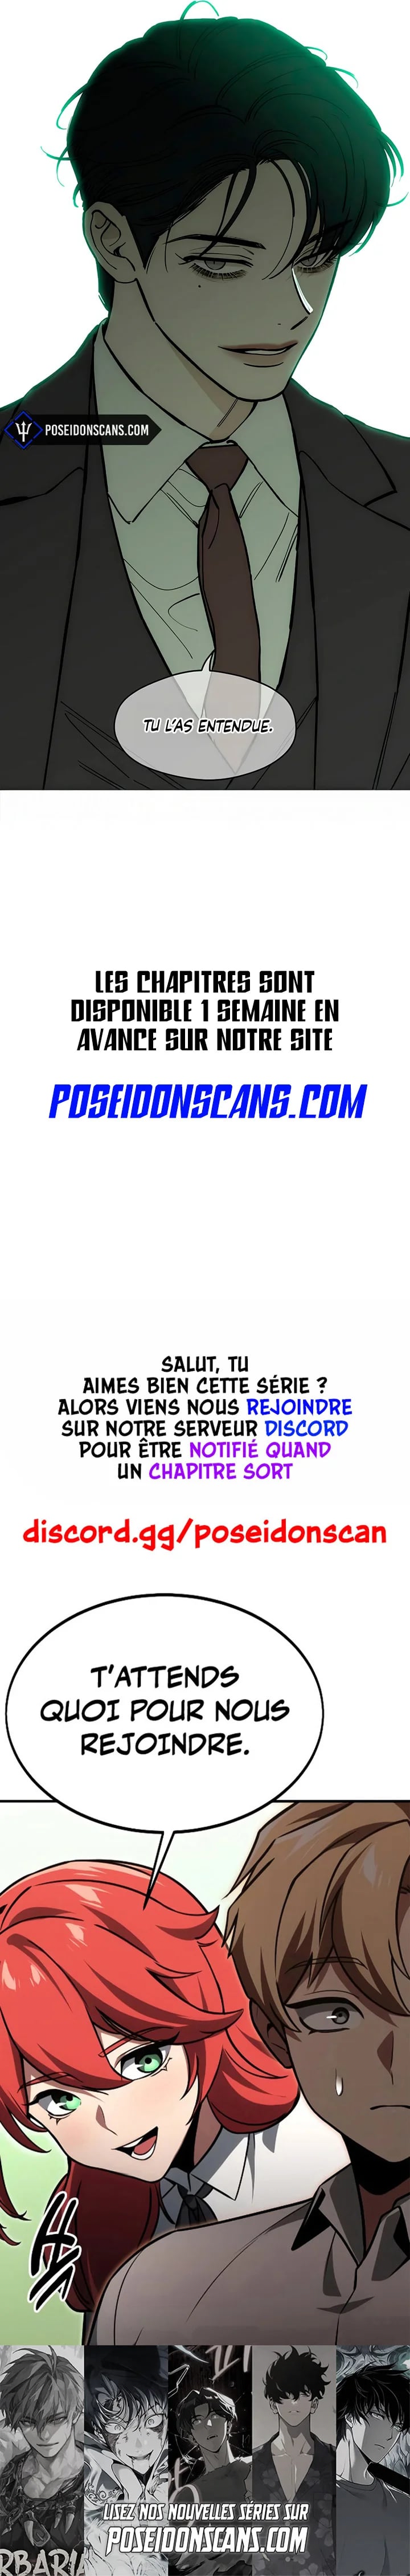 POSEIDONSCANS.COM
TU L'AS ENTENDUE.
LES CHAPITRES SONT
DISPONIBLE 1 SEMAINE EN
AVANCE SUR NOTRE SITE
POSEIDONSCANS.COM
SALUT, TU
AIMES BIEN CETTE SÉRIE ?
ALORS VIENS NOUS REJOINDRE
SUR NOTRE SERVEUR DISCORD
POUR ÊTRE NOTIFIÉ QUAND
UN CHAPITRE SORT
discord.gg/poseidonscan
T'ATTENDS
QUOI POUR NOUS
REJOINDRE.
LISEZ NOS NOUVELLES SÉRIES SUR
POSEIDONSCANS.COM